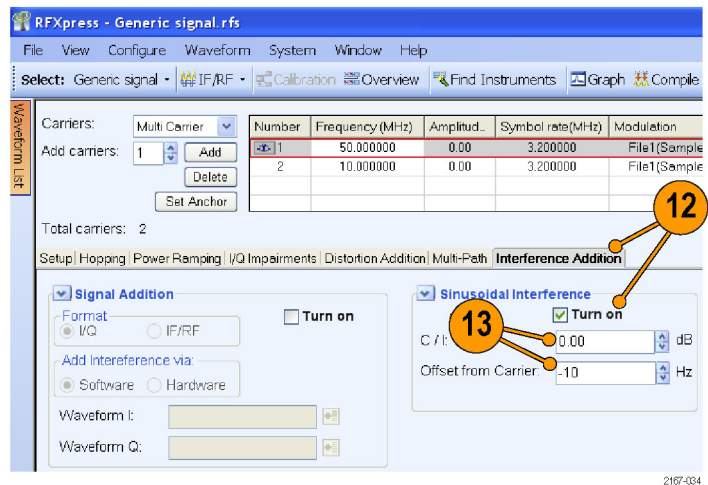 RFXpress - Generic signal.rfs
File View Configure Waveform System Window Help
Select: Generic signal IF/RF Calibration Overview Find Instruments Graph Compile
Waveform List
Carriers: Multi Carrier
Add carriers: 1 Add
Delete
Set Anchor
Total carriers: 2
Number Frequency (MHz) Amplitud... Symbol rate(MHz) Modulation
1 50.000000 0.00 3.200000 File1(Sample
2 10.000000 0.00 3.200000 File1(Sample
12
Setup Hopping Power Ramping I/Q Impairments Distortion Addition Multi-Path Interference Addition
Signal Addition
Format
I/Q IF/RF
Turn on
Add Intereference via:
Software Hardware
Waveform I:
Waveform Q:
Sinusoidal Interference
Turn on
13
C / I: 0.00 dB
Offset from Carrier: -10 Hz
2167-034